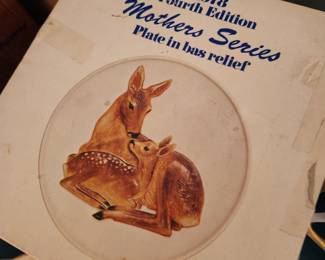 Fourth Edition
Mothers Series
Plate in bas relief